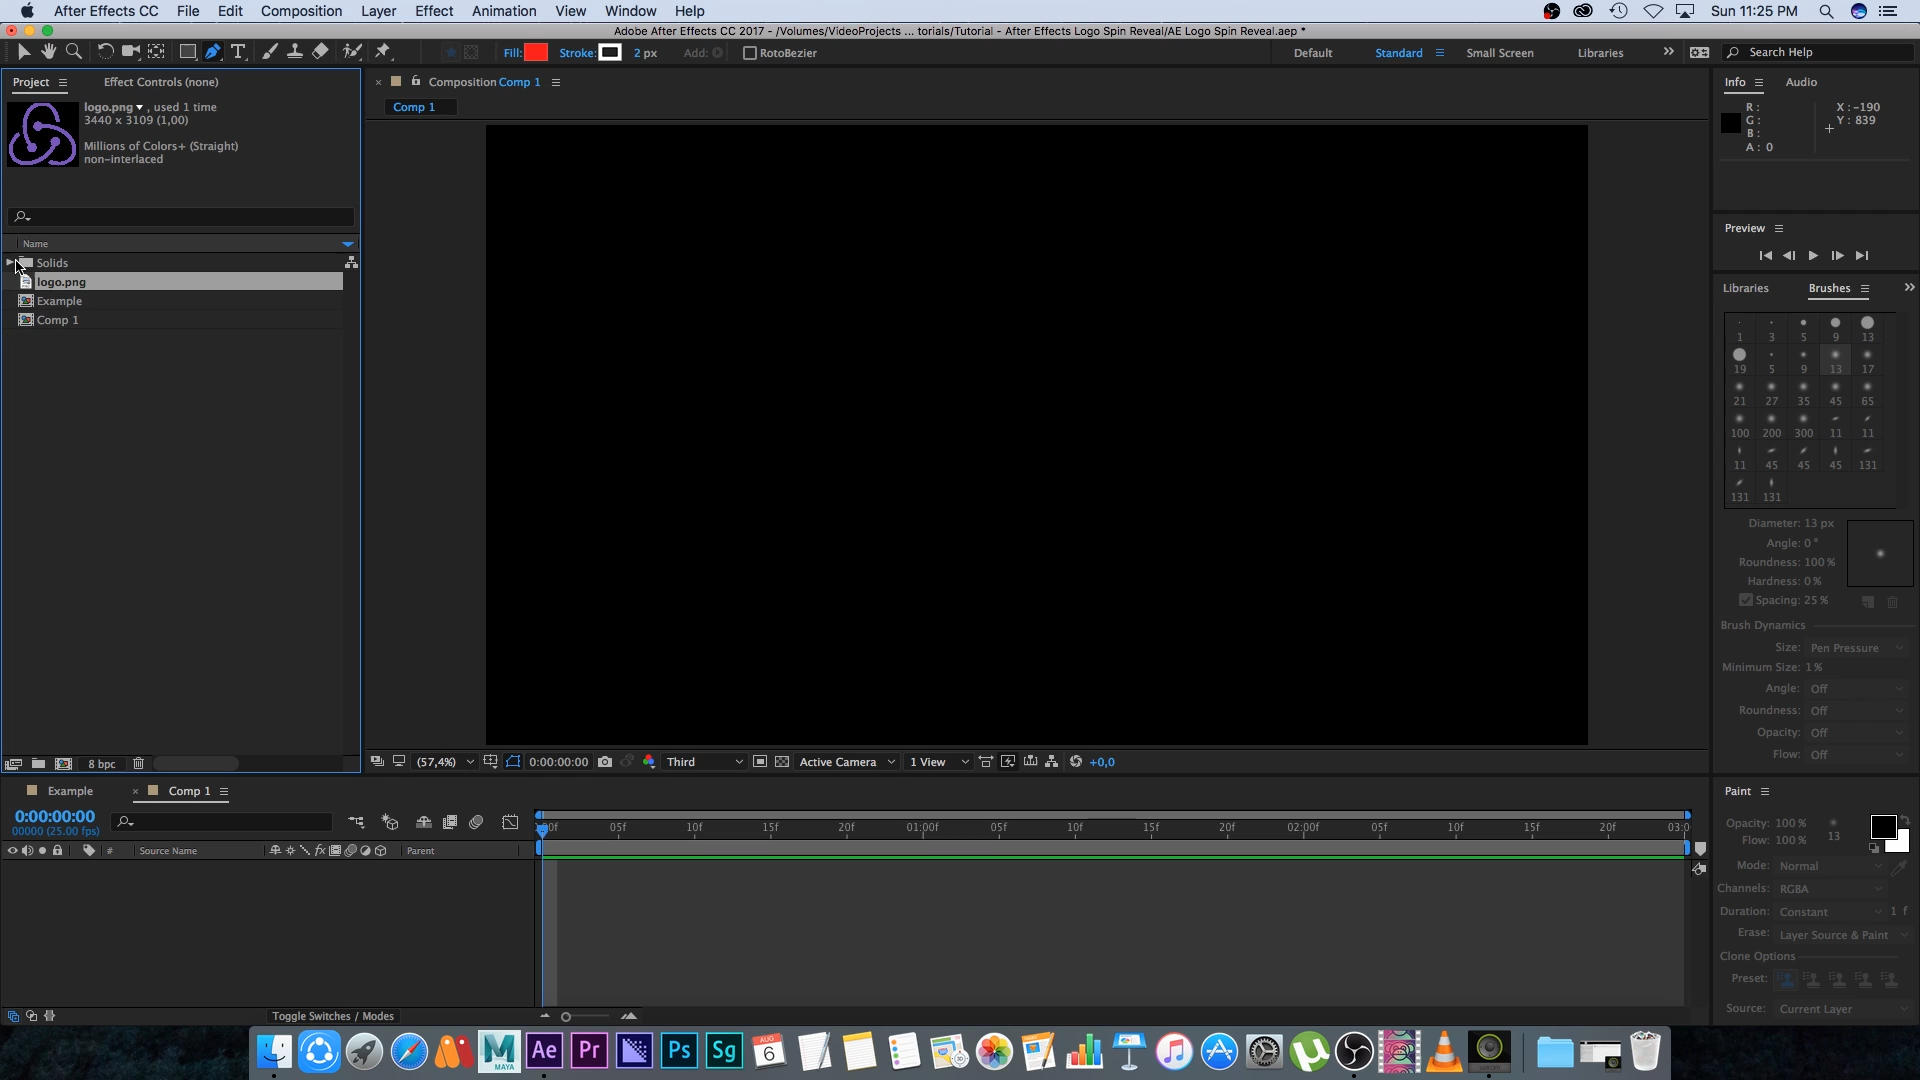 After Effects CC File Edit Composition Layer Effect Animation View Window Help Sun 11:25 PM
Adobe After Effects CC 2017 - /Volumes/VideoProjects ... torials/Tutorial - After Effects Logo Spin Reveal/AE Logo Spin Reveal.aep *
Fill: Stroke: 2 px Add: RotoBezier Default Standard Small Screen Libraries Search Help
Project Effect Controls (none)
logo.png , used 1 time
3440 x 3109 (1,00)
Millions of Colors+ (Straight)
non-interlaced
Name
Solids
logo.png
Example
Comp 1
8 bpc
Composition Comp 1
Comp 1
(57,4%) 0:00:00:00 Third Active Camera 1 View +0,0
Info Audio
R: X: -190
G: Y: 839
B:
A: 0
Preview
Libraries Brushes
1 3 5 9 13
19 5 9 13 17
21 27 35 45 65
100 200 300 11 11
11 45 45 45 131
131 131
Diameter: 13 px
Angle: 0°
Roundness: 100%
Hardness: 0%
Spacing: 25%
Brush Dynamics
Size: Pen Pressure
Minimum Size: 1%
Angle: Off
Roundness: Off
Opacity: Off
Flow: Off
Example Comp 1
0:00:00:00
00000 (25.00 fps)
# Source Name fx Parent
05f 10f 15f 20f 01:00f 05f 10f 15f 20f 02:00f 05f 10f 15f 20f 03:0
Toggle Switches / Modes
Paint
Opacity: 100%
Flow: 100% 13
Mode: Normal
Channels: RGBA
Duration: Constant 1 f
Erase: Layer Source & Paint
Clone Options
Preset:
Source: Current Layer
MAYA Ae Pr Ps Sg AUG 6